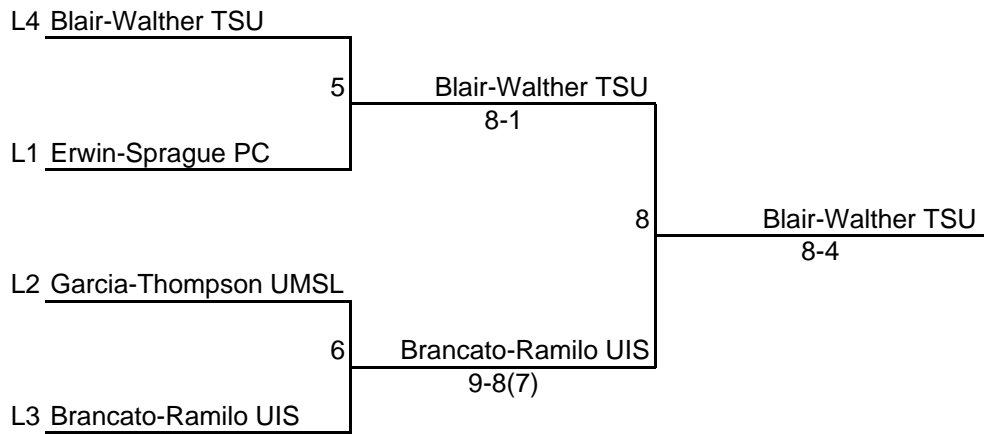 L4 Blair-Walther TSU
5
Blair-Walther TSU
8-1
L1 Erwin-Sprague PC
8
Blair-Walther TSU
8-4
L2 Garcia-Thompson UMSL
6
Brancato-Ramilo UIS
9-8(7)
L3 Brancato-Ramilo UIS